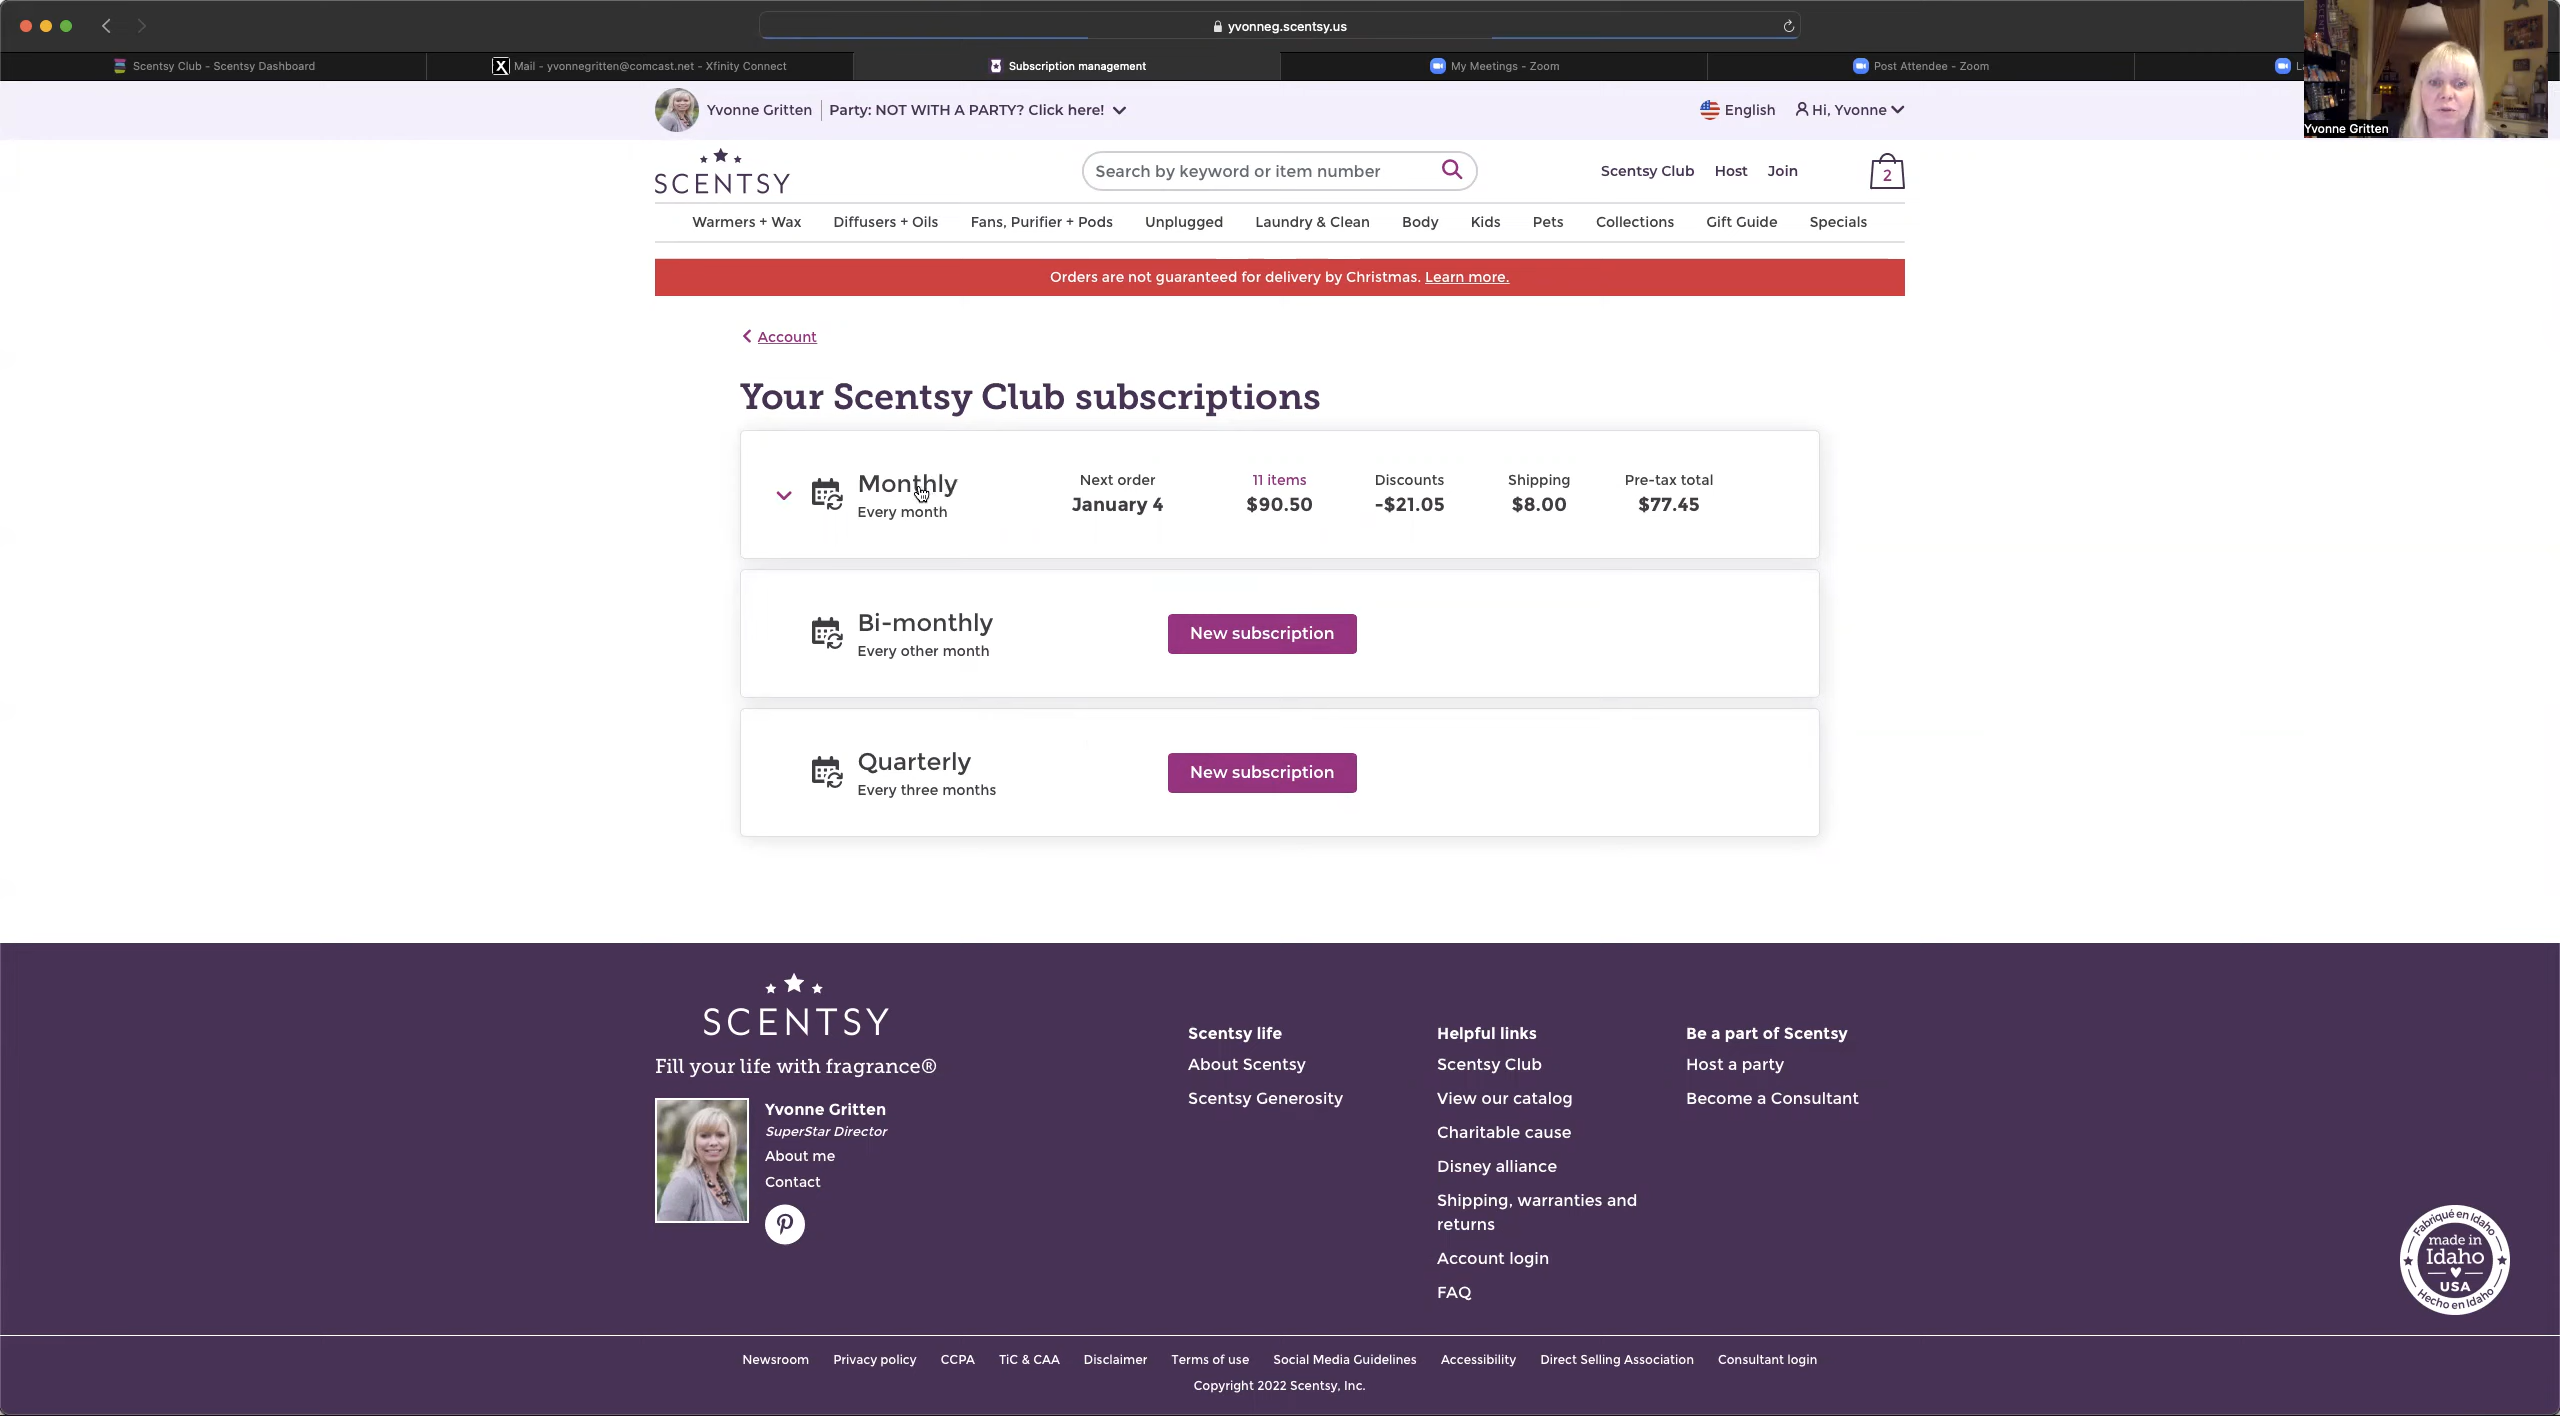 yvonneg.scentsy.us
Scentsy Club - Scentsy Dashboard
Mail - yvonnegritten@comcast.net - Xfinity Connect
Subscription management
My Meetings - Zoom
Post Attendee - Zoom
Yvonne Gritten
Yvonne Gritten
Party: NOT WITH A PARTY? Click here!
English
Hi, Yvonne
SCENTSY
Search by keyword or item number
Scentsy Club
Host
Join
2
Warmers + Wax
Diffusers + Oils
Fans, Purifier + Pods
Unplugged
Laundry & Clean
Body
Kids
Pets
Collections
Gift Guide
Specials
Orders are not guaranteed for delivery by Christmas. Learn more.
Account
Your Scentsy Club subscriptions
Monthly
Every month
Next order
January 4
11 items
$90.50
Discounts
-$21.05
Shipping
$8.00
Pre-tax total
$77.45
Bi-monthly
Every other month
New subscription
Quarterly
Every three months
New subscription
SCENTSY
Fill your life with fragrance®
Yvonne Gritten
SuperStar Director
About me
Contact
Scentsy life
About Scentsy
Scentsy Generosity
Helpful links
Scentsy Club
View our catalog
Charitable cause
Disney alliance
Shipping, warranties and
returns
Account login
FAQ
Be a part of Scentsy
Host a party
Become a Consultant
Fabriqué en Idaho
made in
Idaho
USA
Hecho en Idaho
Newsroom
Privacy policy
CCPA
TiC & CAA
Disclaimer
Terms of use
Social Media Guidelines
Accessibility
Direct Selling Association
Consultant login
Copyright 2022 Scentsy, Inc.